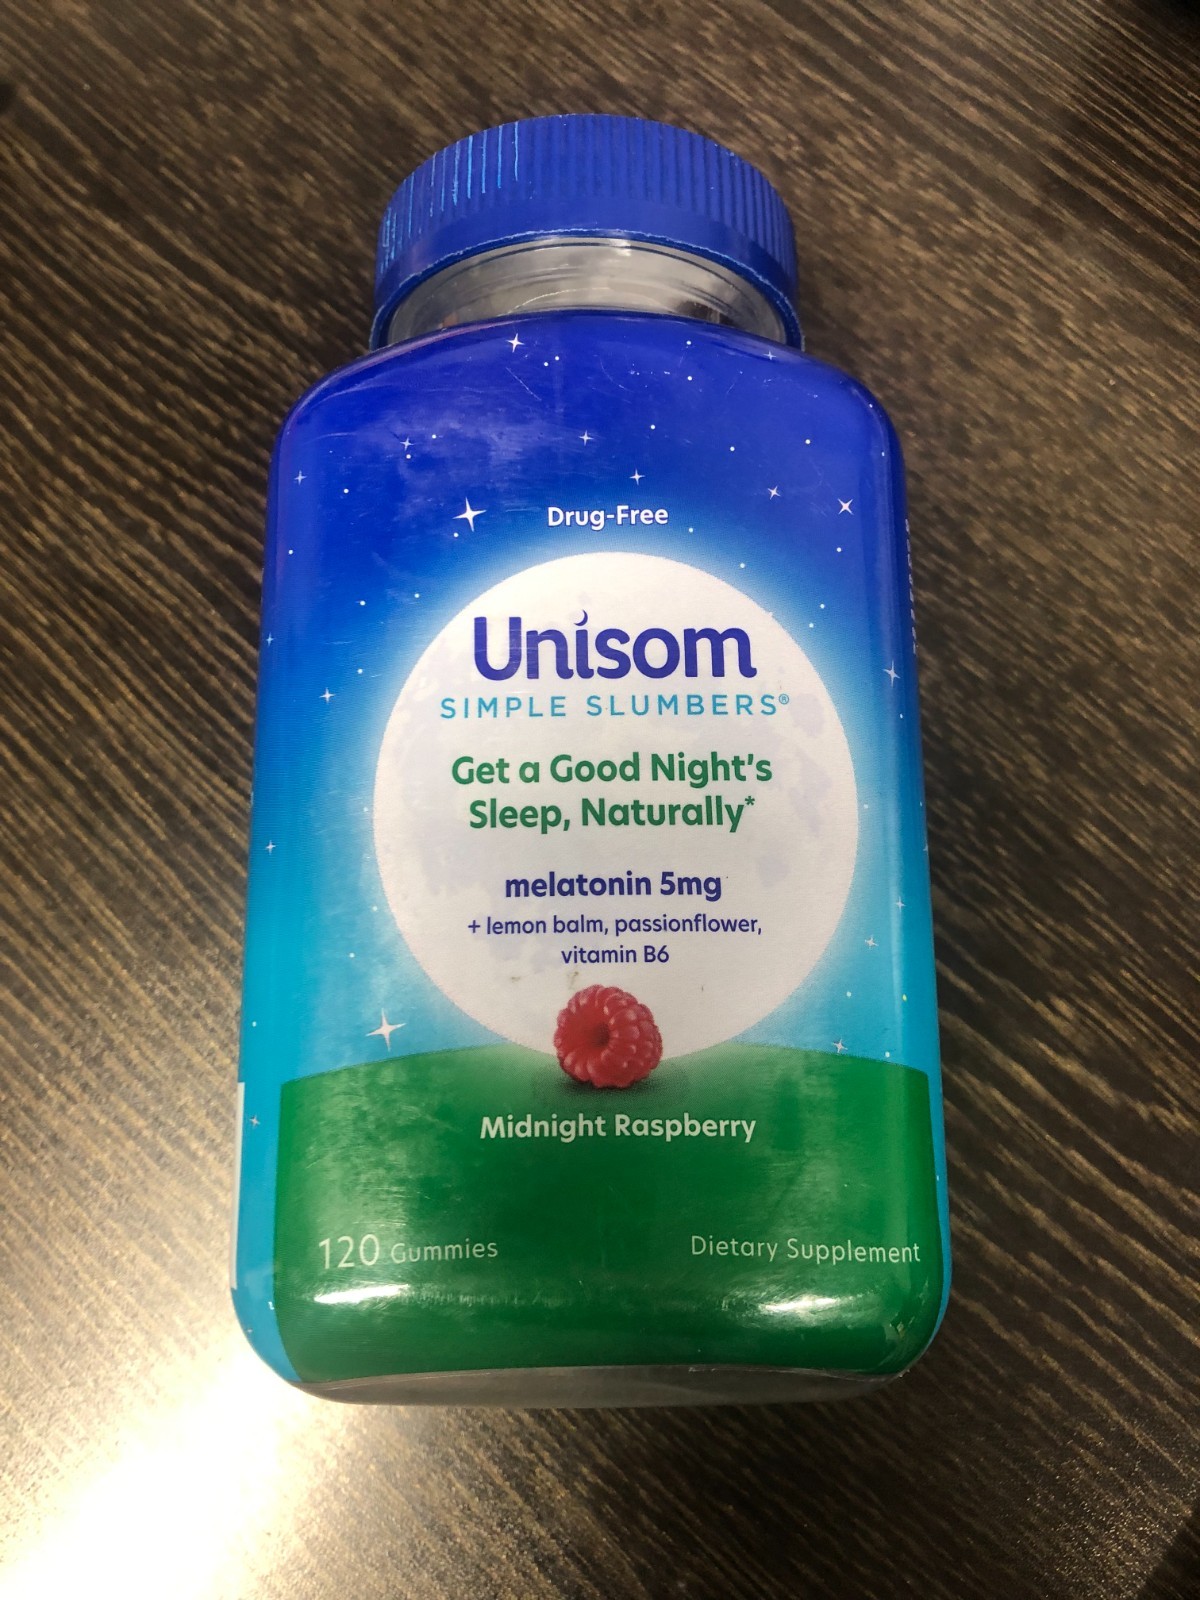 Drug-Free
Unisom
SIMPLE SLUMBERS®
Get a Good Night's
Sleep, Naturally*
melatonin 5mg
+ lemon balm, passionflower,
vitamin B6
Midnight Raspberry
120 Gummies
Dietary Supplement